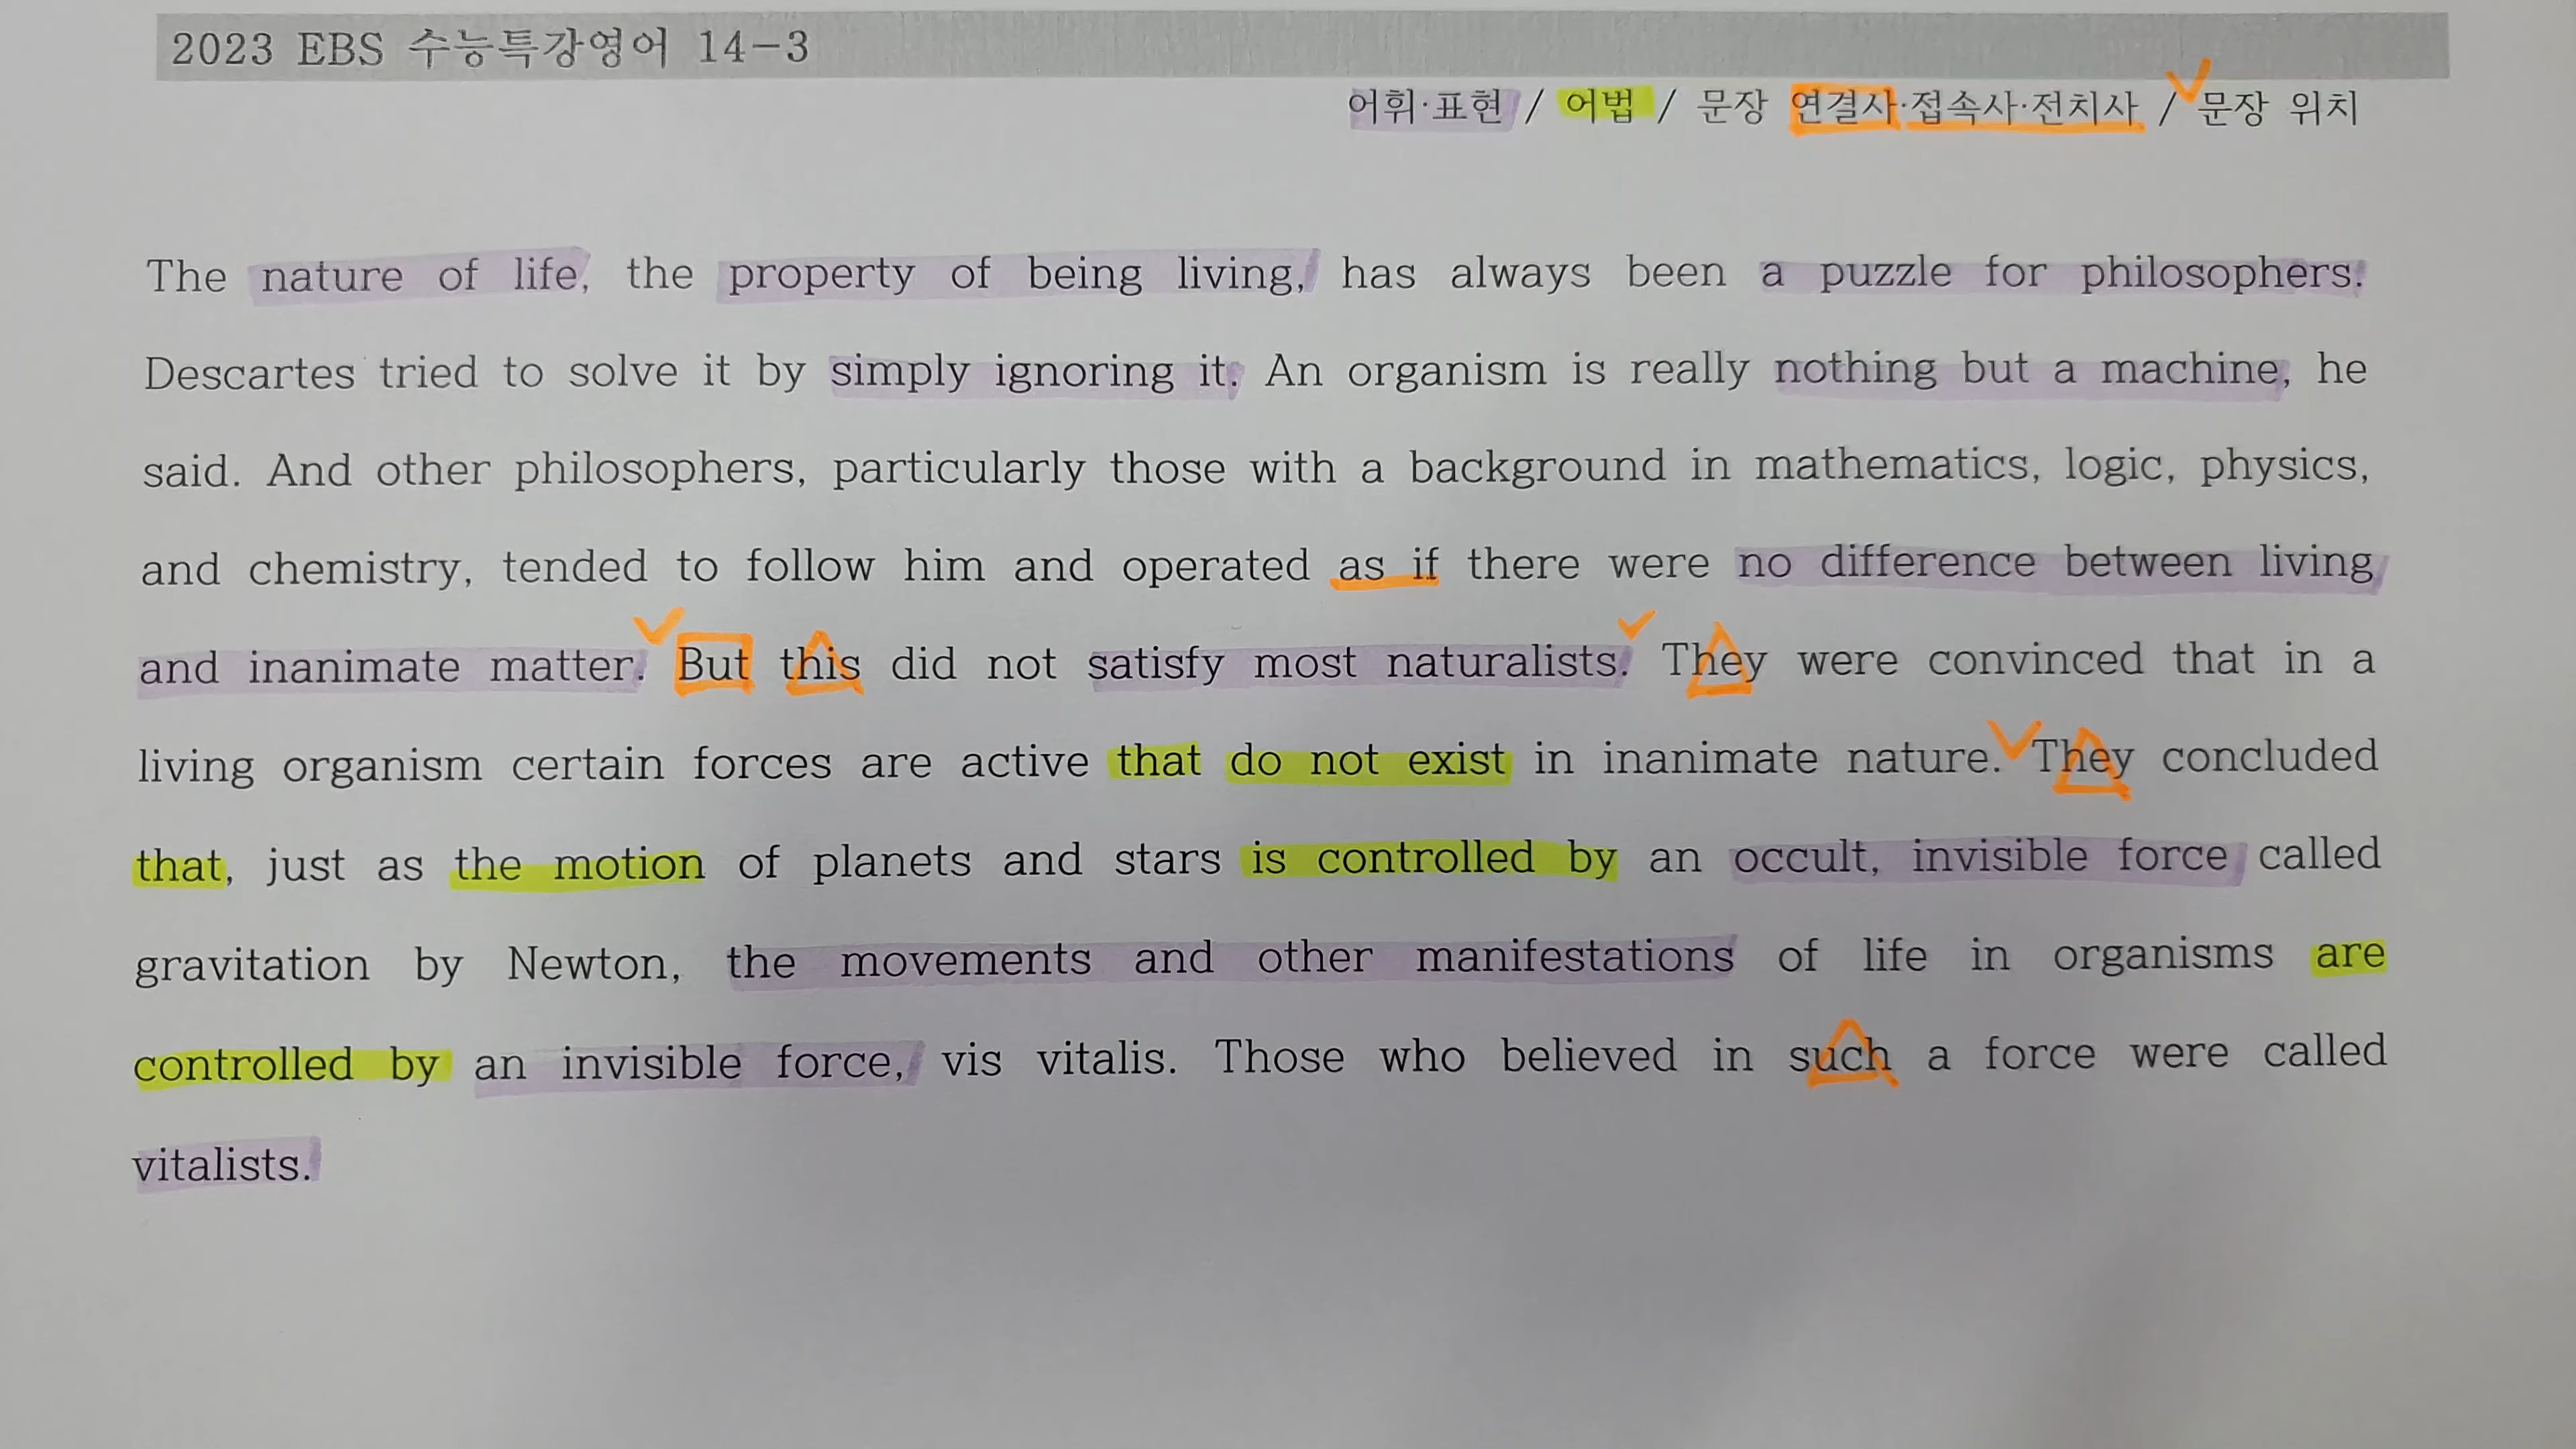 2023 EBS 수능특강영어 14-3
어휘·표현 / 어법 / 문장 연결사·접속사·전치사 / 문장 위치
The nature of life, the property of being living, has always been a puzzle for philosophers.
Descartes tried to solve it by simply ignoring it. An organism is really nothing but a machine, he
said. And other philosophers, particularly those with a background in mathematics, logic, physics,
and chemistry, tended to follow him and operated as if there were no difference between living
and inanimate matter. But this did not satisfy most naturalists. They were convinced that in a
living organism certain forces are active that do not exist in inanimate nature. They concluded
that, just as the motion of planets and stars is controlled by an occult, invisible force called
gravitation by Newton, the movements and other manifestations of life in organisms are
controlled by an invisible force, vis vitalis. Those who believed in such a force were called
vitalists.